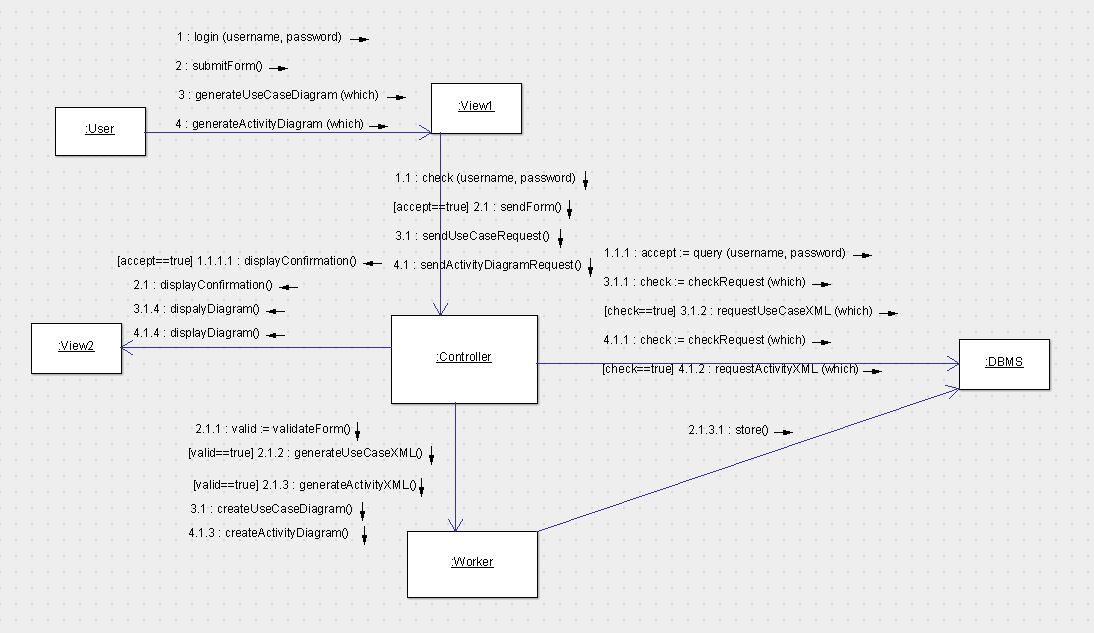 1 : login (username, password)
2 : submitForm()
3 : generateUseCaseDiagram (which)
4 : generateActivityDiagram (which)
:User
:View1
1.1 : check (username, password)
[accept==true] 2.1 : sendForm()
3.1 : sendUseCaseRequest()
4.1 : sendActivityDiagramRequest()
[accept==true] 1.1.1.1 : displayConfirmation()
2.1 : displayConfirmation()
3.1.4 : dispalyDiagram()
4.1.4 : dispayDiagram()
1.1.1 : accept := query (username, password)
3.1.1 : check := checkRequest (which)
[check==true] 3.1.2 : requestUseCaseXML (which)
4.1.1 : check := checkRequest (which)
[check==true] 4.1.2 : requestActivityXML (which)
:View2
:Controller
:DBMS
2.1.1 : valid := validateForm()
[valid==true] 2.1.2 : generateUseCaseXML()
[valid==true] 2.1.3 : generateActivityXML()
3.1 : createUseCaseDiagram()
4.1.3 : createActivityDiagram()
2.1.3.1 : store()
:Worker